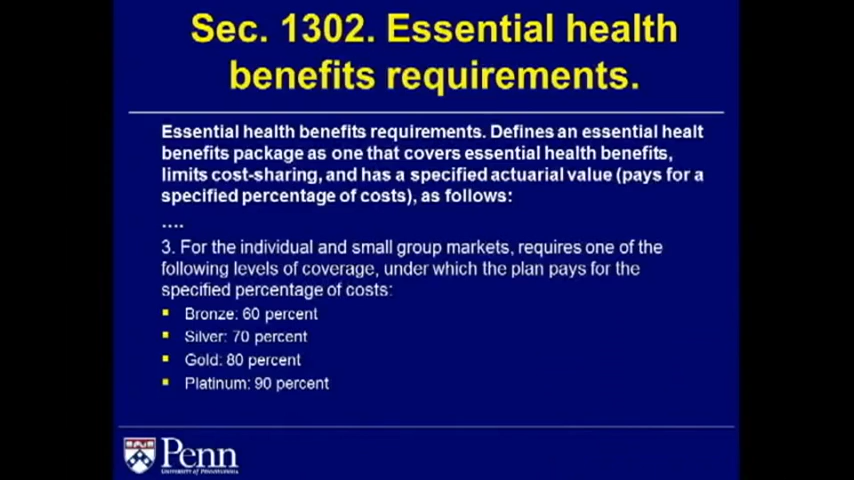 Sec. 1302. Essential health
benefits requirements.
Essential health benefits requirements. Defines an essential healt
benefits package as one that covers essential health benefits,
limits cost-sharing, and has a specified actuarial value (pays for a
specified percentage of costs), as follows:
....
3. For the individual and small group markets, requires one of the
following levels of coverage, under which the plan pays for the
specified percentage of costs:
Bronze: 60 percent
Silver: 70 percent
Gold: 80 percent
Platinum: 90 percent
Penn
UNIVERSITY OF PENNSYLVANIA